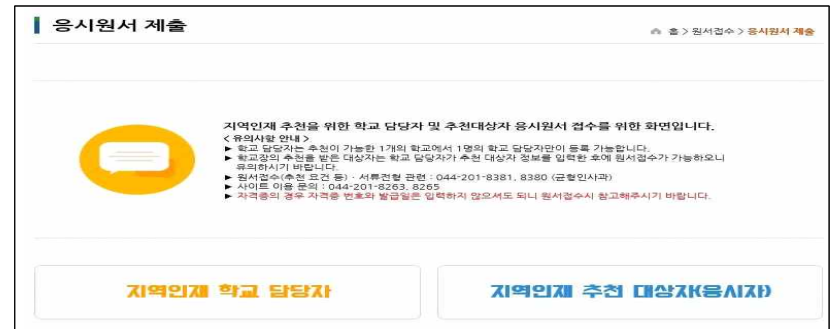 응시원서 제출
홈 > 원서접수 > 응시원서 제출
지역인재 추천을 위한 학교 담당자 및 추천대상자 응시원서 접수를 위한 화면입니다.
< 유의사항 안내 >
► 학교 담당자는 추천이 가능한 1개의 학교에서 1명의 학교 담당자만이 등록 가능합니다.
► 학교장의 추천을 받은 대상자는 학교 담당자가 추천 대상자 정보를 입력한 후에 원서접수가 가능하오니
유의하시기 바랍니다.
► 원서접수(추천 요건 등) · 서류전형 관련 : 044-201-8381, 8380 (균형인사과)
► 사이트 이용 문의 : 044-201-8263, 8265
► 자격증의 경우 자격증 번호와 발급일은 입력하지 않으셔도 되니 원서접수시 참고해주시기 바랍니다.
지역인재 학교 담당자
지역인재 추천 대상자(응시자)